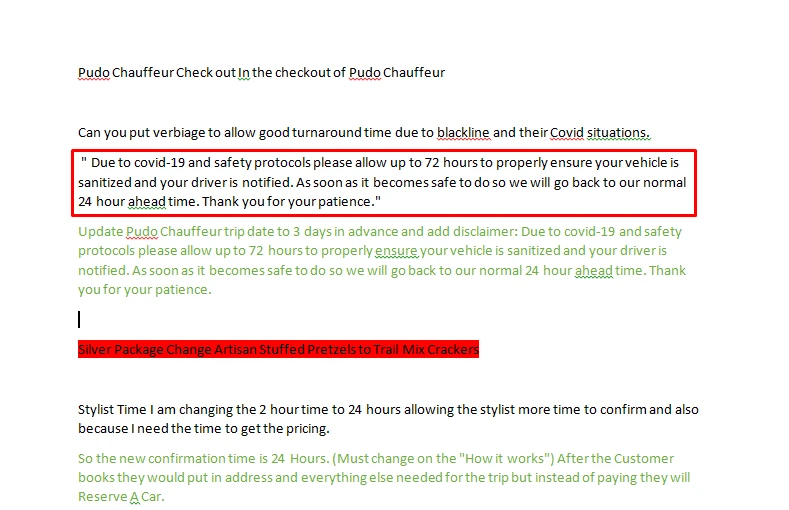 Pudo Chauffeur Check out In the checkout of Pudo Chauffeur
Can you put verbiage to allow good turnaround time due to blackline and their Covid situations.
" Due to covid-19 and safety protocols please allow up to 72 hours to properly ensure your vehicle is
sanitized and your driver is notified. As soon as it becomes safe to do so we will go back to our normal
24 hour ahead time. Thank you for your patience."
Update Pudo Chauffeur trip date to 3 days in advance and add disclaimer: Due to covid-19 and safety
protocols please allow up to 72 hours to properly ensure your vehicle is sanitized and your driver is
notified. As soon as it becomes safe to do so we will go back to our normal 24 hour ahead time. Thank
you for your patience.
Silver Package Change Artisan Stuffed Pretzels to Trail Mix Crackers
Stylist Time I am changing the 2 hour time to 24 hours allowing the stylist more time to confirm and also
because I need the time to get the pricing.
So the new confirmation time is 24 Hours. (Must change on the "How it works") After the Customer
books they would put in address and everything else needed for the trip but instead of paying they will
Reserve A Car.